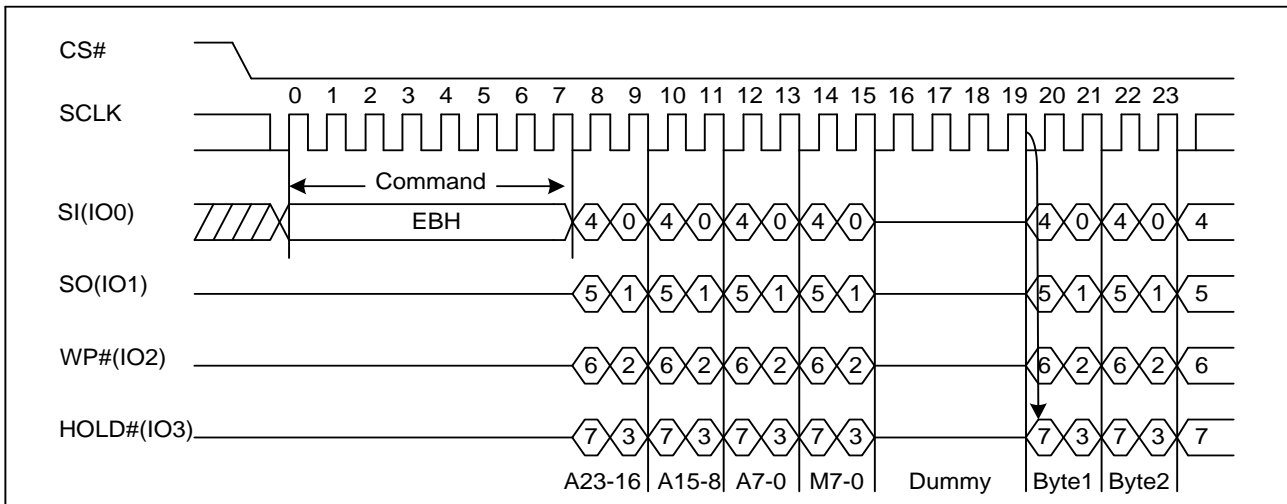 CS#
0 1 2 3 4 5 6 7 8 9 10 11 12 13 14 15 16 17 18 19 20 21 22 23
SCLK
Command
SI(IO0)
EBH
4 0 4 0 4 0 4 0 4 0 4 0 4
SO(IO1)
5 1 5 1 5 1 5 1 5 1 5 1 5
WP#(IO2)
6 2 6 2 6 2 6 2 6 2 6 2 6
HOLD#(IO3)
7 3 7 3 7 3 7 3 7 3 7 3 7
A23-16 A15-8 A7-0 M7-0 Dummy Byte1 Byte2